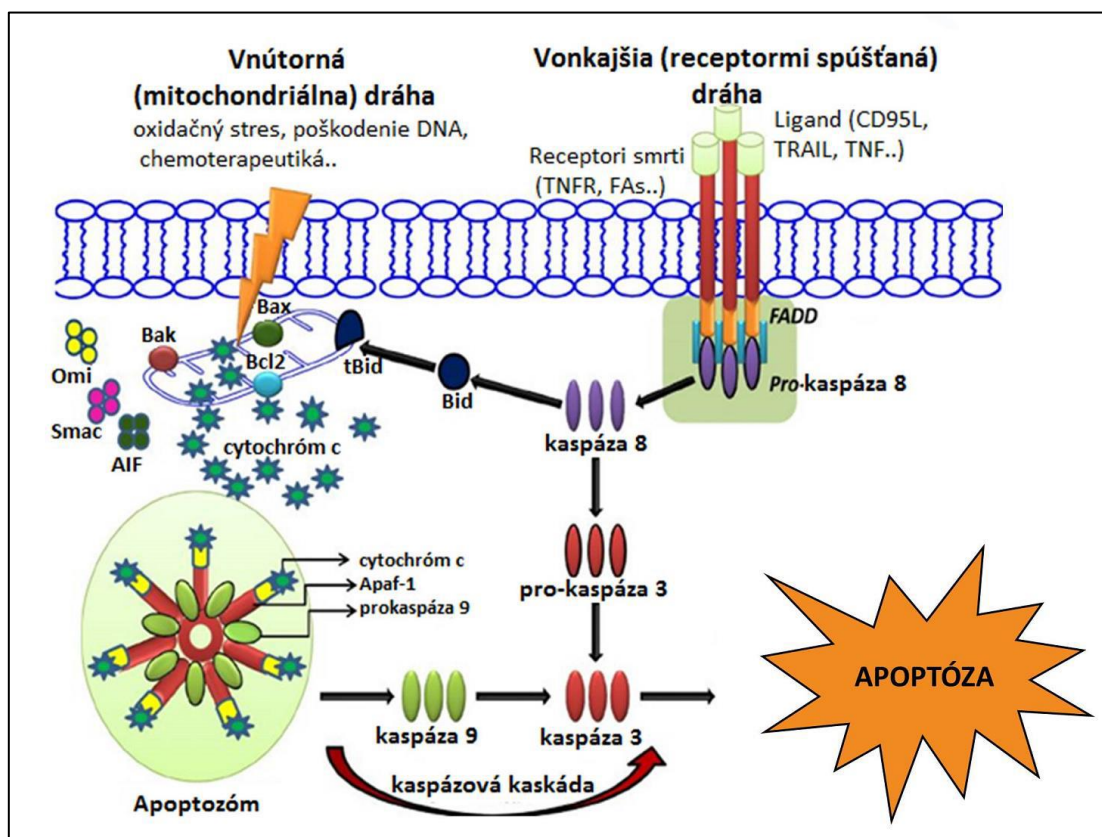 Vnútorná
(mitochondriálna) dráha
oxidačný stres, poškodenie DNA,
chemoterapeutiká..
Vonkajšia (receptormi spúšťaná)
dráha
Ligand (CD95L,
TRAIL, TNF..)
Receptori smrti
(TNFR, FAs..)
Bax
Bak
Bcl2
tBid
Bid
Omi
Smac
AIF
cytochróm c
FADD
Pro-kaspáza 8
kaspáza 8
pro-kaspáza 3
cytochróm c
Apaf-1
prokaspáza 9
kaspáza 9
kaspáza 3
kaspázová kaskáda
Apoptozóm
APOPTÓZA